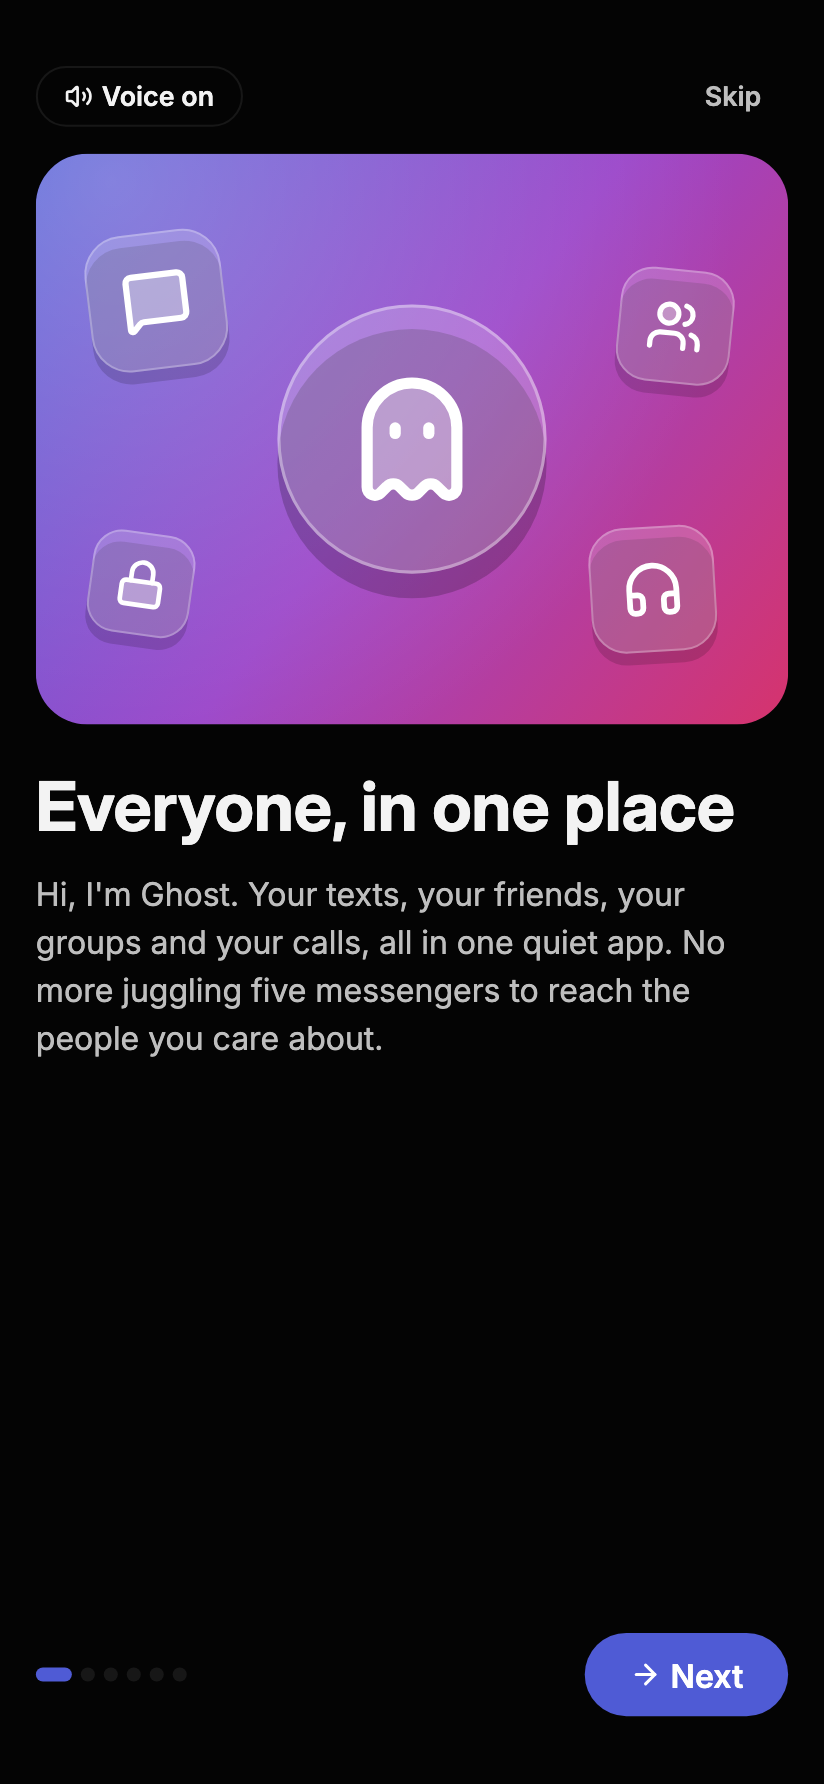 Voice on
Skip
Everyone, in one place
Hi, I'm Ghost. Your texts, your friends, your
groups and your calls, all in one quiet app. No
more juggling five messengers to reach the
people you care about.
Next